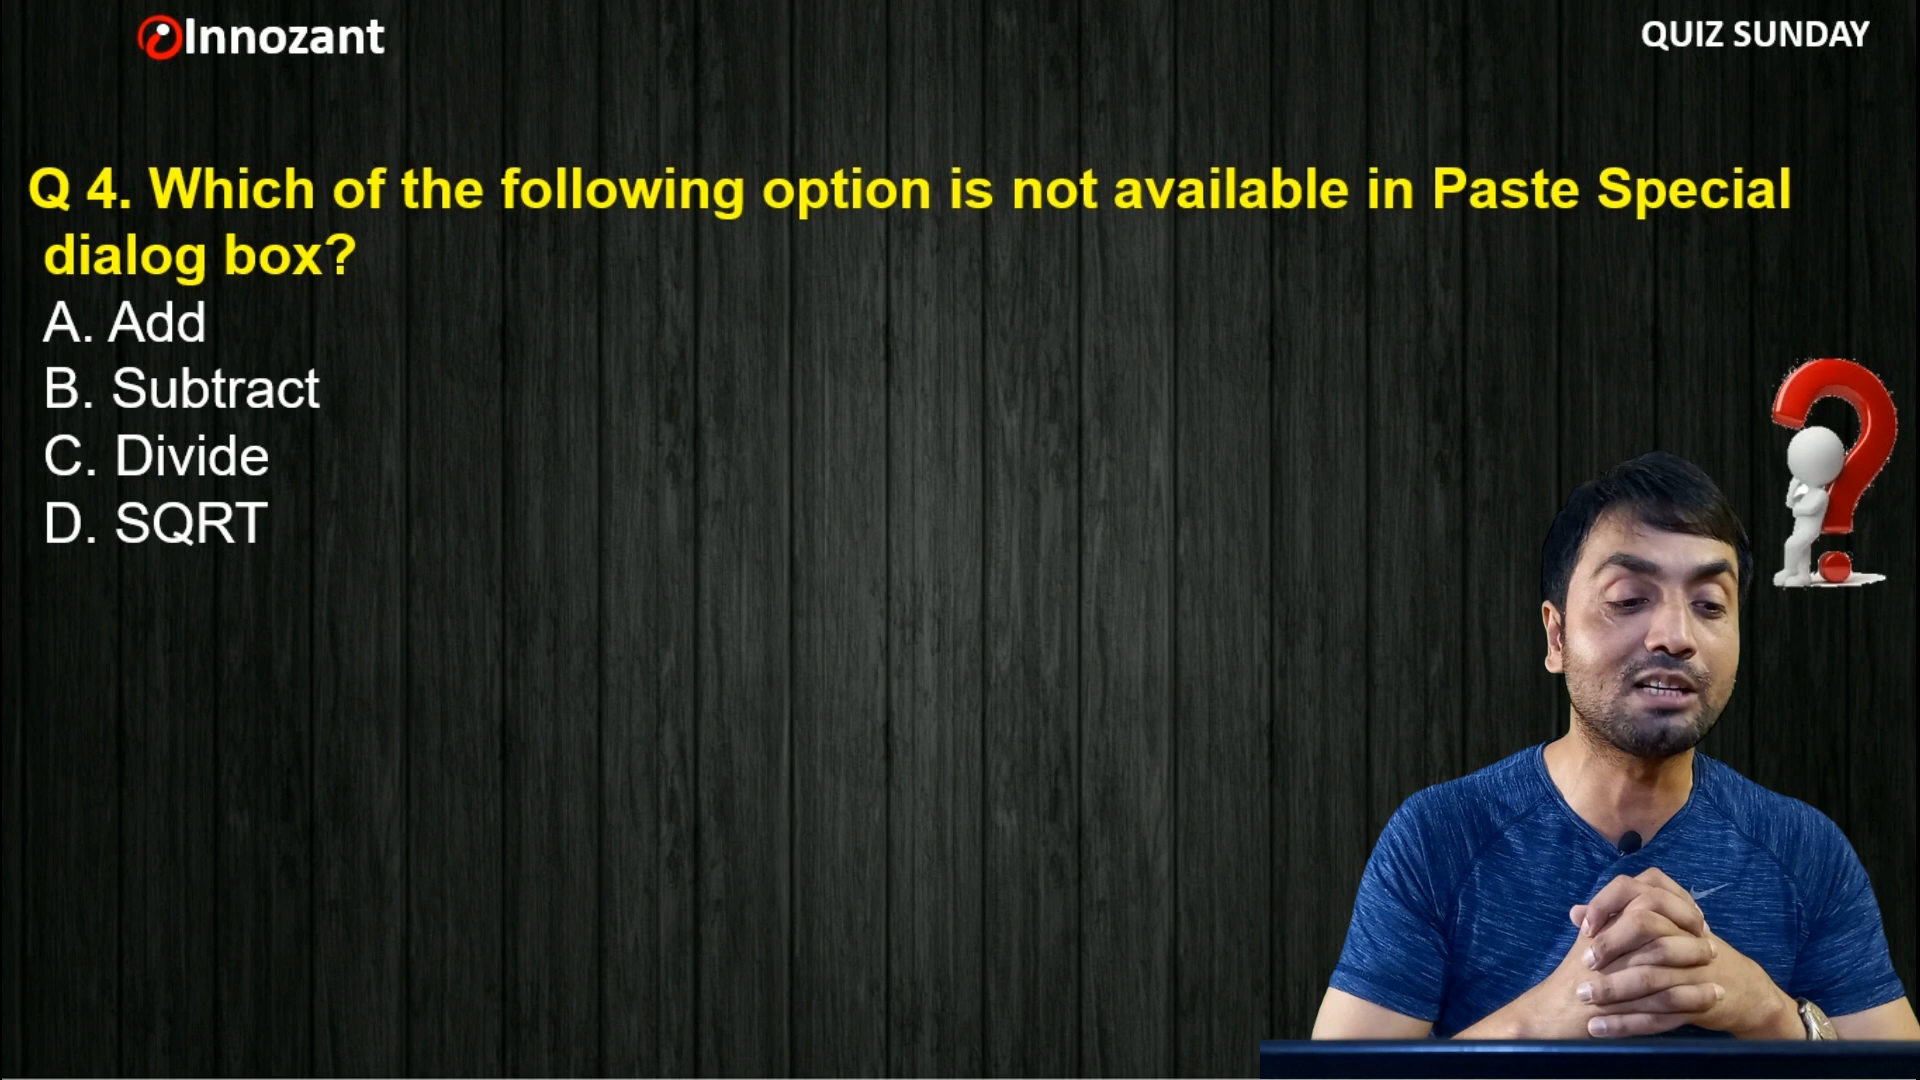 Innozant
QUIZ SUNDAY
Q 4. Which of the following option is not available in Paste Special
dialog box?
A. Add
B. Subtract
C. Divide
D. SQRT